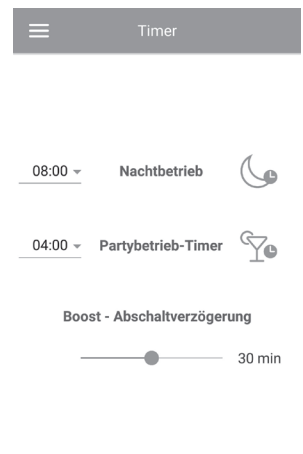 Timer
08:00 Nachtbetrieb
04:00 Partybetrieb-Timer
Boost - Abschaltverzögerung
30 min